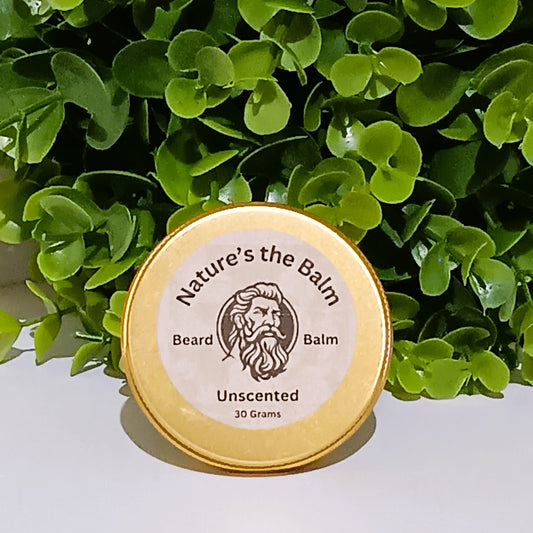 Nature's the Balm
Beard Balm
Unscented
30 Grams